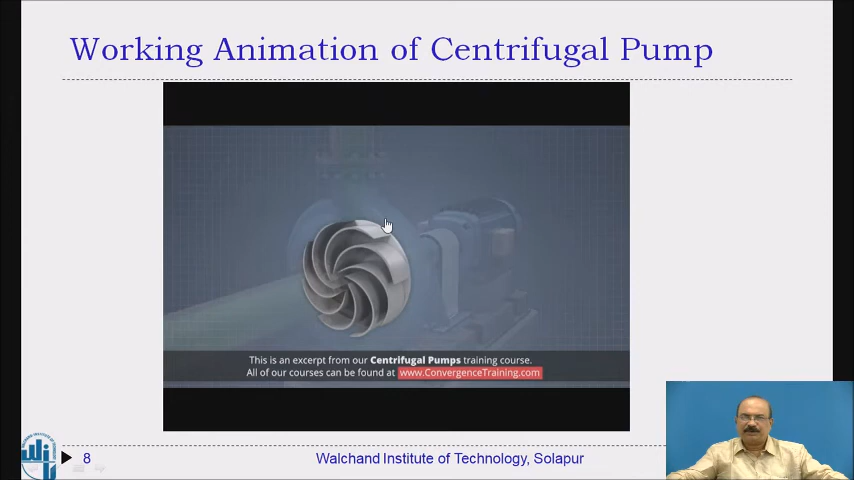 Working Animation of Centrifugal Pump
This is an excerpt from our Centrifugal Pumps training course.
All of our courses can be found at www.ConvergenceTraining.com
8
Walchand Institute of Technology, Solapur